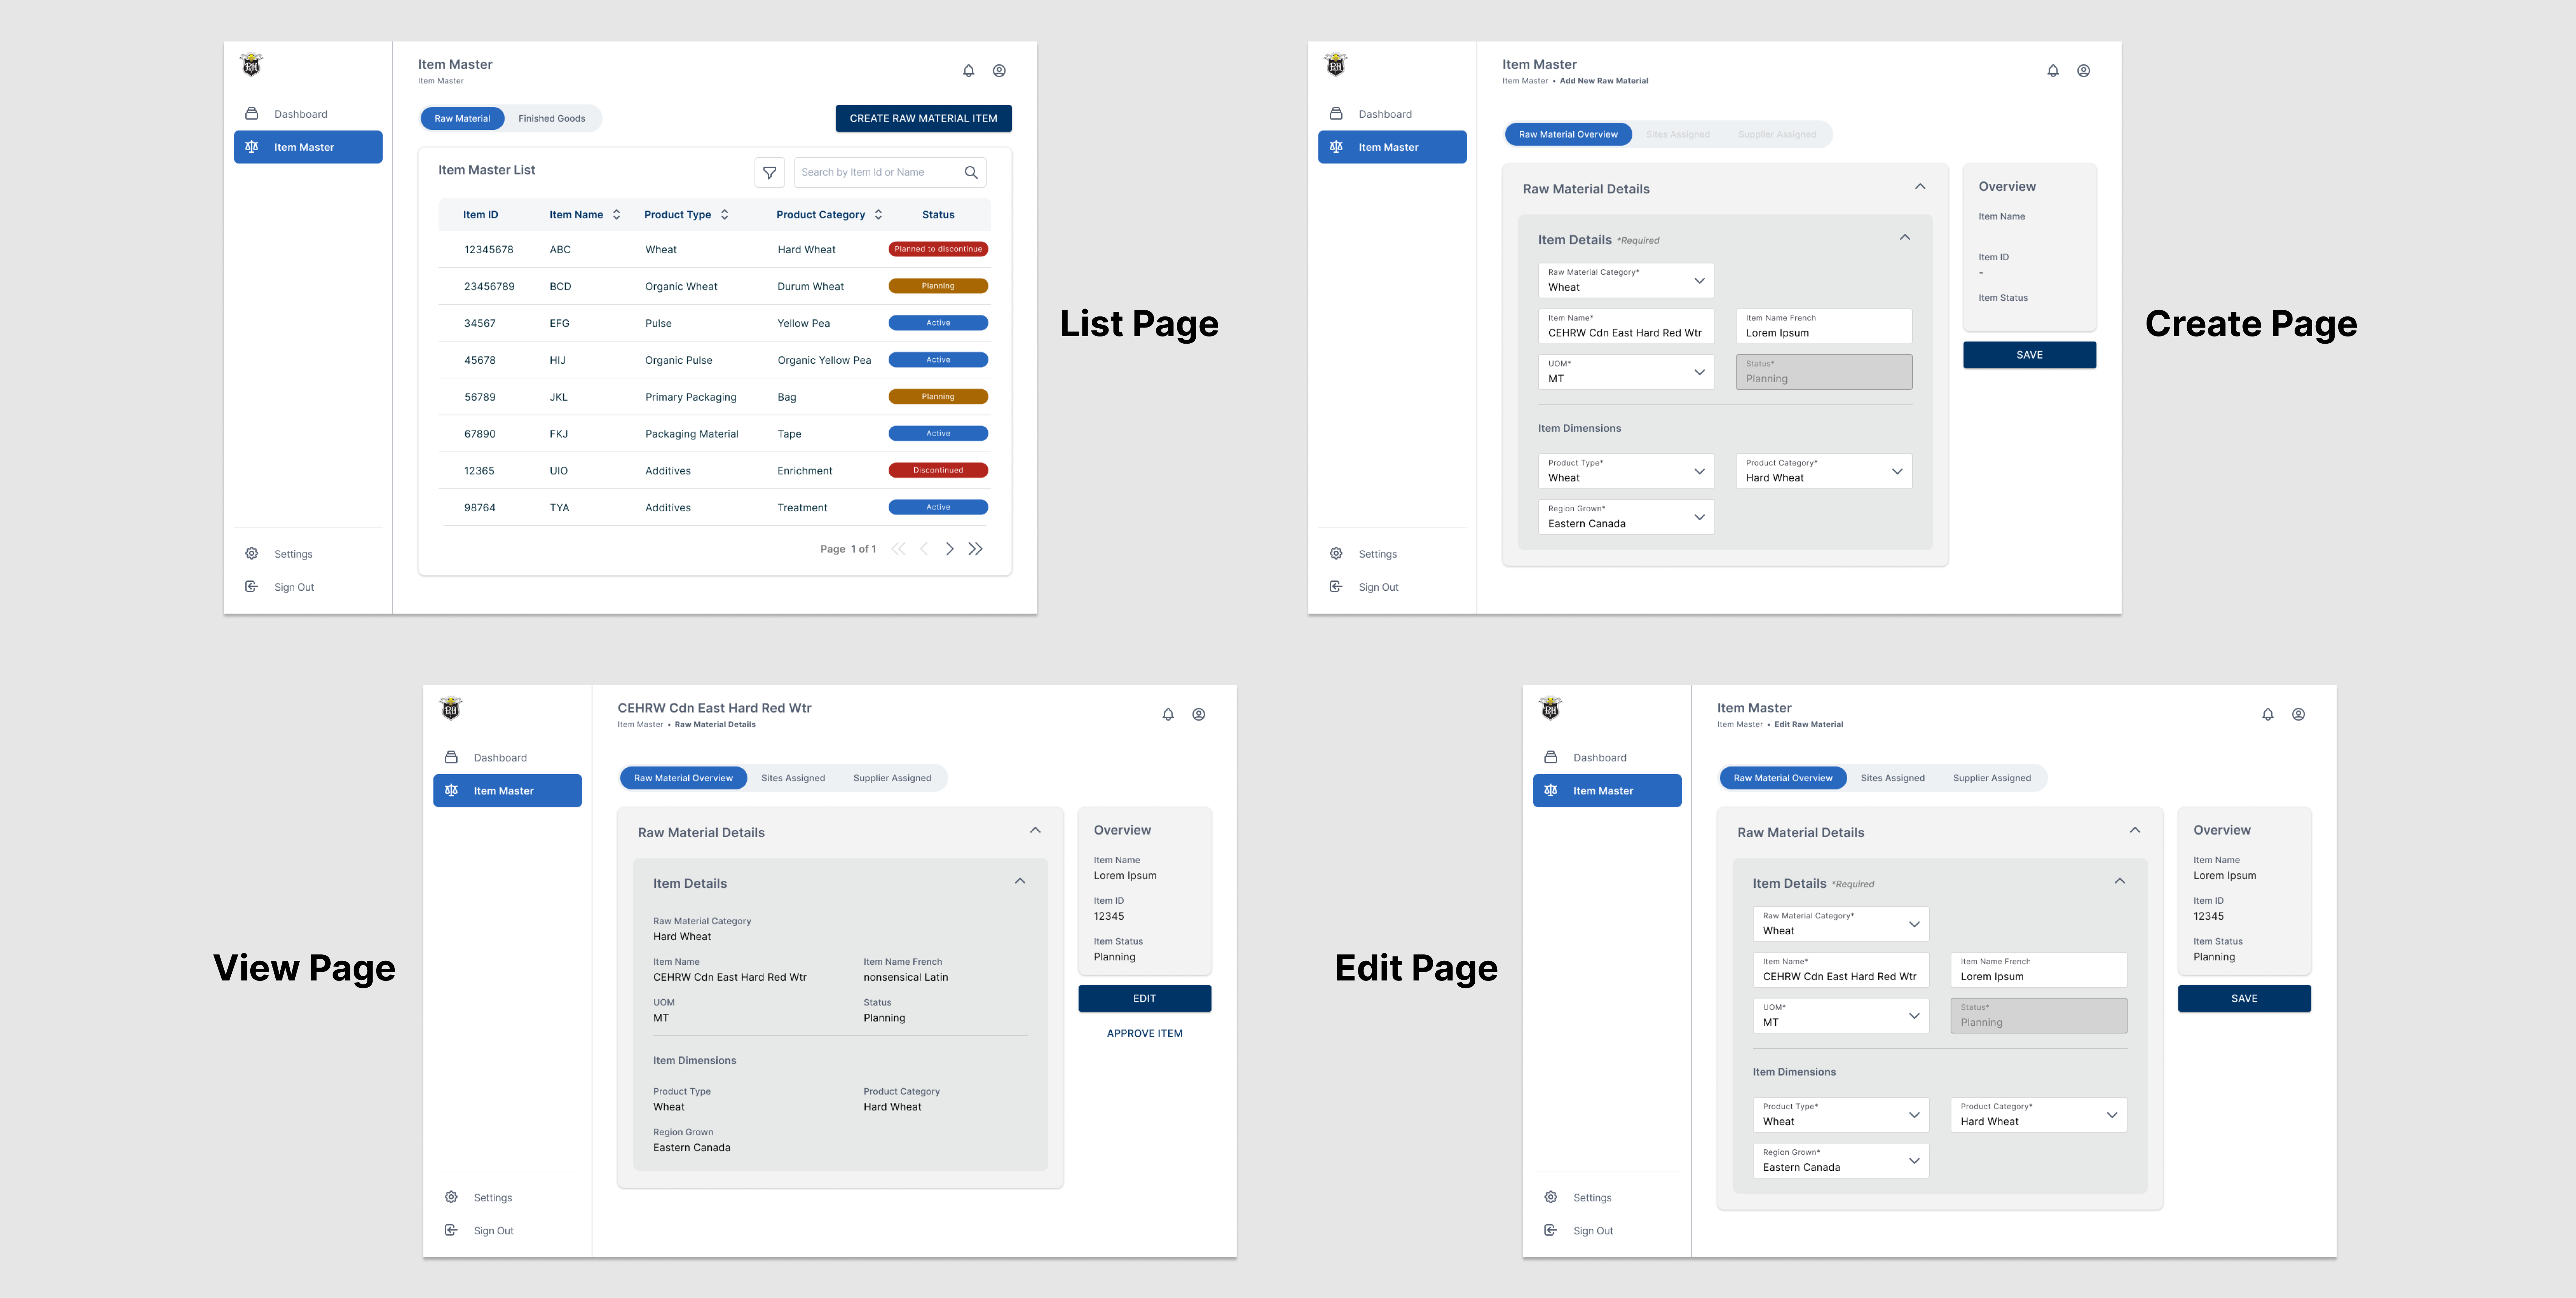 Item Master
Item Master
Dashboard
Item Master
Raw Material
Finished Goods
CREATE RAW MATERIAL ITEM
Item Master List
Search by Item Id or Name
Item ID Item Name Product Type Product Category Status
12345678 ABC Wheat Hard Wheat Planned to discontinue
23456789 BCD Organic Wheat Durum Wheat Planning
34567 EFG Pulse Yellow Pea Active
45678 HIJ Organic Pulse Organic Yellow Pea Active
56789 JKL Primary Packaging Bag Planning
67890 FKJ Packaging Material Tape Active
12365 UIO Additives Enrichment Discontinued
98764 TYA Additives Treatment Active
Page 1 of 1
Settings
Sign Out
List Page
Item Master
Item Master • Add New Raw Material
Dashboard
Item Master
Raw Material Overview Sites Assigned Supplier Assigned
Raw Material Details
Item Details *Required
Raw Material Category*
Wheat
Item Name* Item Name French
CEHRW Cdn East Hard Red Wtr Lorem Ipsum
UOM* Status*
MT Planning
Item Dimensions
Product Type* Product Category*
Wheat Hard Wheat
Region Grown*
Eastern Canada
Overview
Item Name
Item ID
-
Item Status
SAVE
Settings
Sign Out
Create Page
View Page
CEHRW Cdn East Hard Red Wtr
Item Master • Raw Material Details
Dashboard
Item Master
Raw Material Overview Sites Assigned Supplier Assigned
Raw Material Details
Item Details
Raw Material Category
Hard Wheat
Item Name Item Name French
CEHRW Cdn East Hard Red Wtr nonsensical Latin
UOM Status
MT Planning
Item Dimensions
Product Type Product Category
Wheat Hard Wheat
Region Grown
Eastern Canada
Overview
Item Name
Lorem Ipsum
Item ID
12345
Item Status
Planning
EDIT
APPROVE ITEM
Settings
Sign Out
Edit Page
Item Master
Item Master • Edit Raw Material
Dashboard
Item Master
Raw Material Overview Sites Assigned Supplier Assigned
Raw Material Details
Item Details *Required
Raw Material Category*
Wheat
Item Name* Item Name French
CEHRW Cdn East Hard Red Wtr Lorem Ipsum
UOM* Status*
MT Planning
Item Dimensions
Product Type* Product Category*
Wheat Hard Wheat
Region Grown*
Eastern Canada
Overview
Item Name
Lorem Ipsum
Item ID
12345
Item Status
Planning
SAVE
Settings
Sign Out